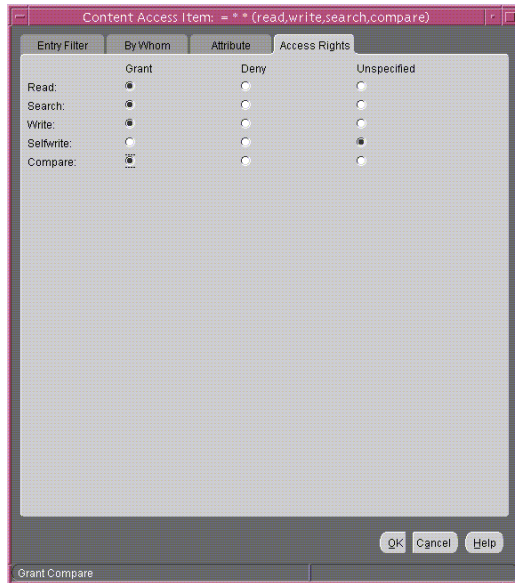 Content Access Item: = * * (read,write,search,compare)
Entry Filter By Whom Attribute Access Rights
Grant Deny Unspecified
Read:
Search:
Write:
Selfwrite:
Compare:
OK Cancel Help
Grant Compare